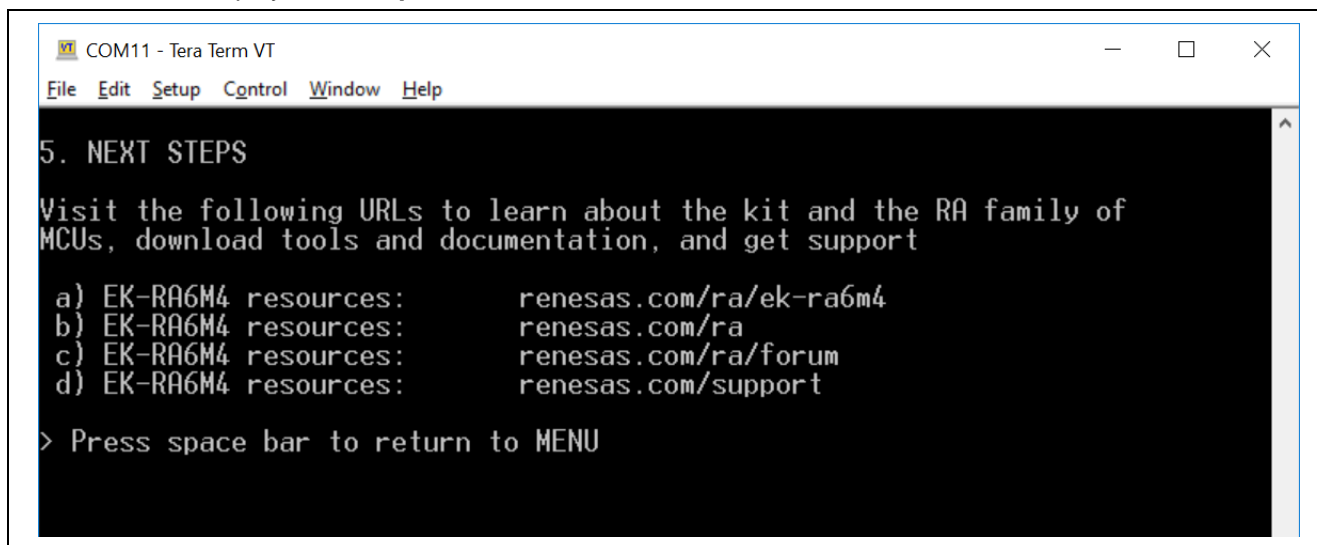 COM11 - Tera Term VT
File Edit Setup Control Window Help
5. NEXT STEPS
Visit the following URLs to learn about the kit and the RA family of
MCUs, download tools and documentation, and get support
a) EK-RA6M4 resources: renesas.com/ra/ek-ra6m4
b) EK-RA6M4 resources: renesas.com/ra
c) EK-RA6M4 resources: renesas.com/ra/forum
d) EK-RA6M4 resources: renesas.com/support
> Press space bar to return to MENU